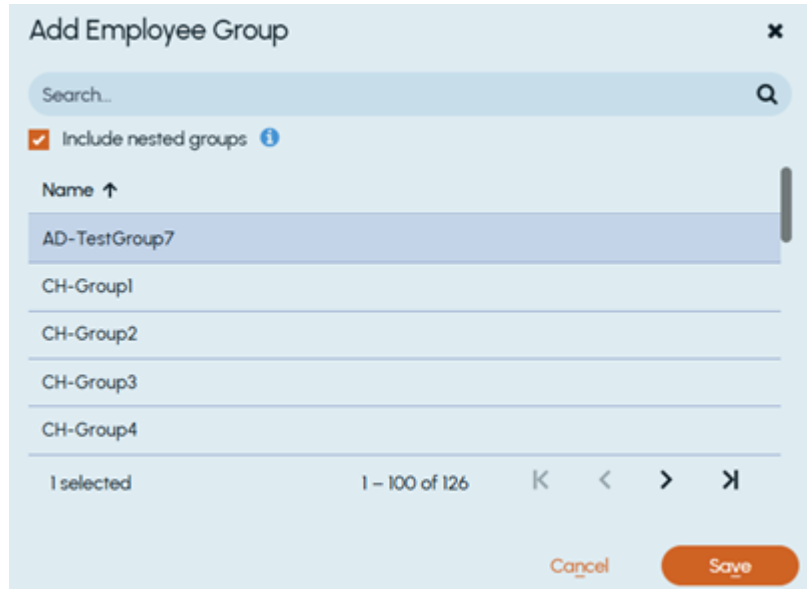 Add Employee Group
Search...
Include nested groups
Name
AD-TestGroup7
CH-Group1
CH-Group2
CH-Group3
CH-Group4
1 selected 1 – 100 of 126
Cancel Save